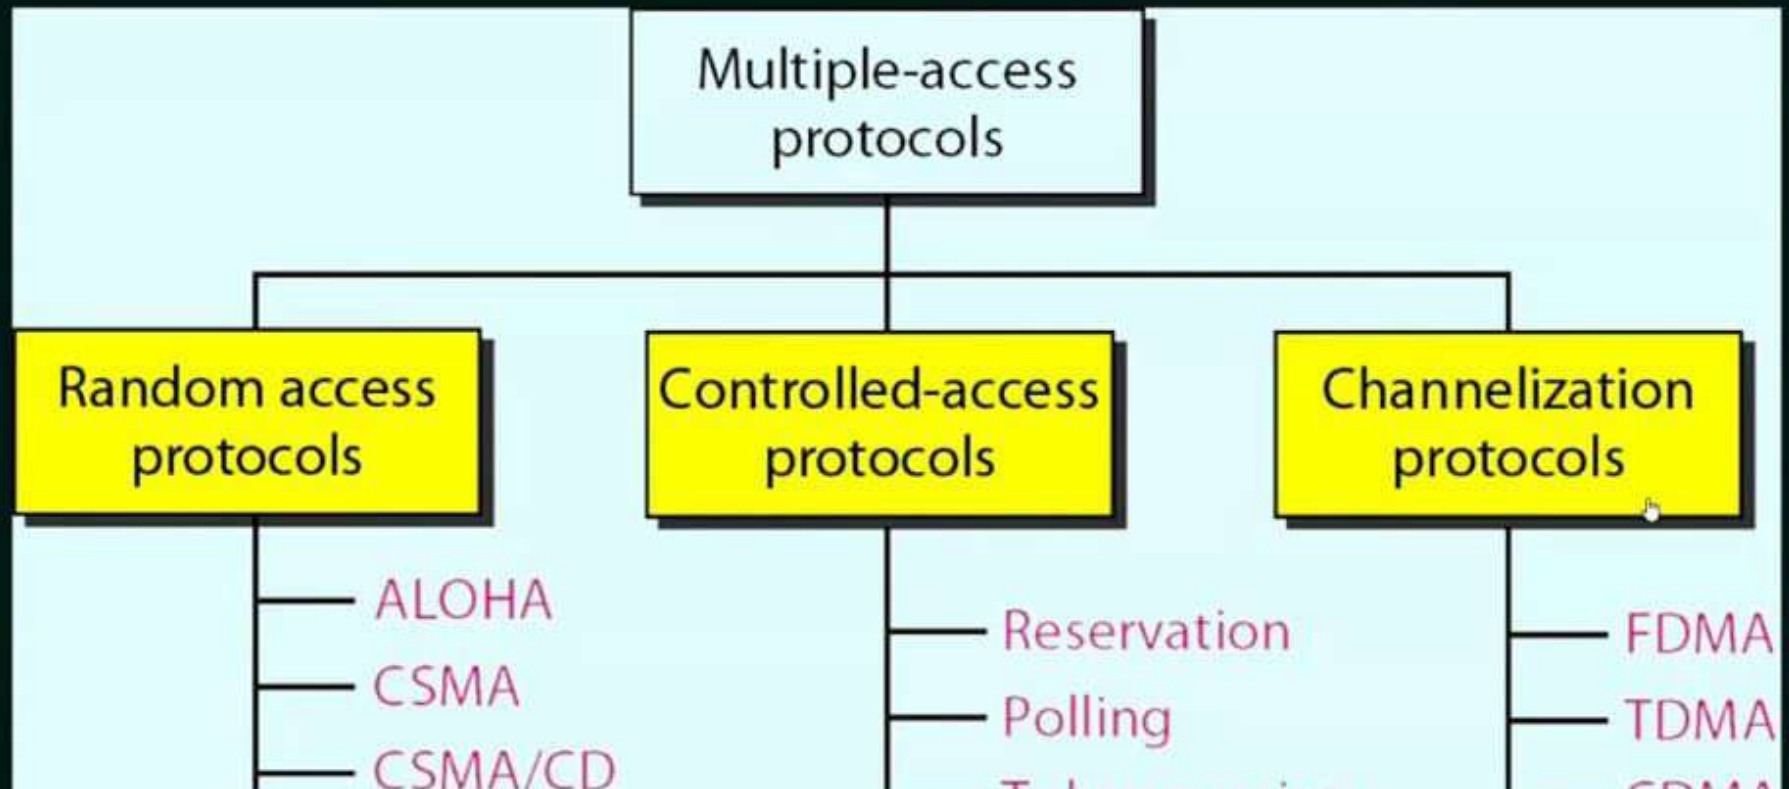 Multiple-access
protocols
Random access
protocols
Controlled-access
protocols
Channelization
protocols
ALOHA
CSMA
CSMA/CD
Reservation
Polling
FDMA
TDMA